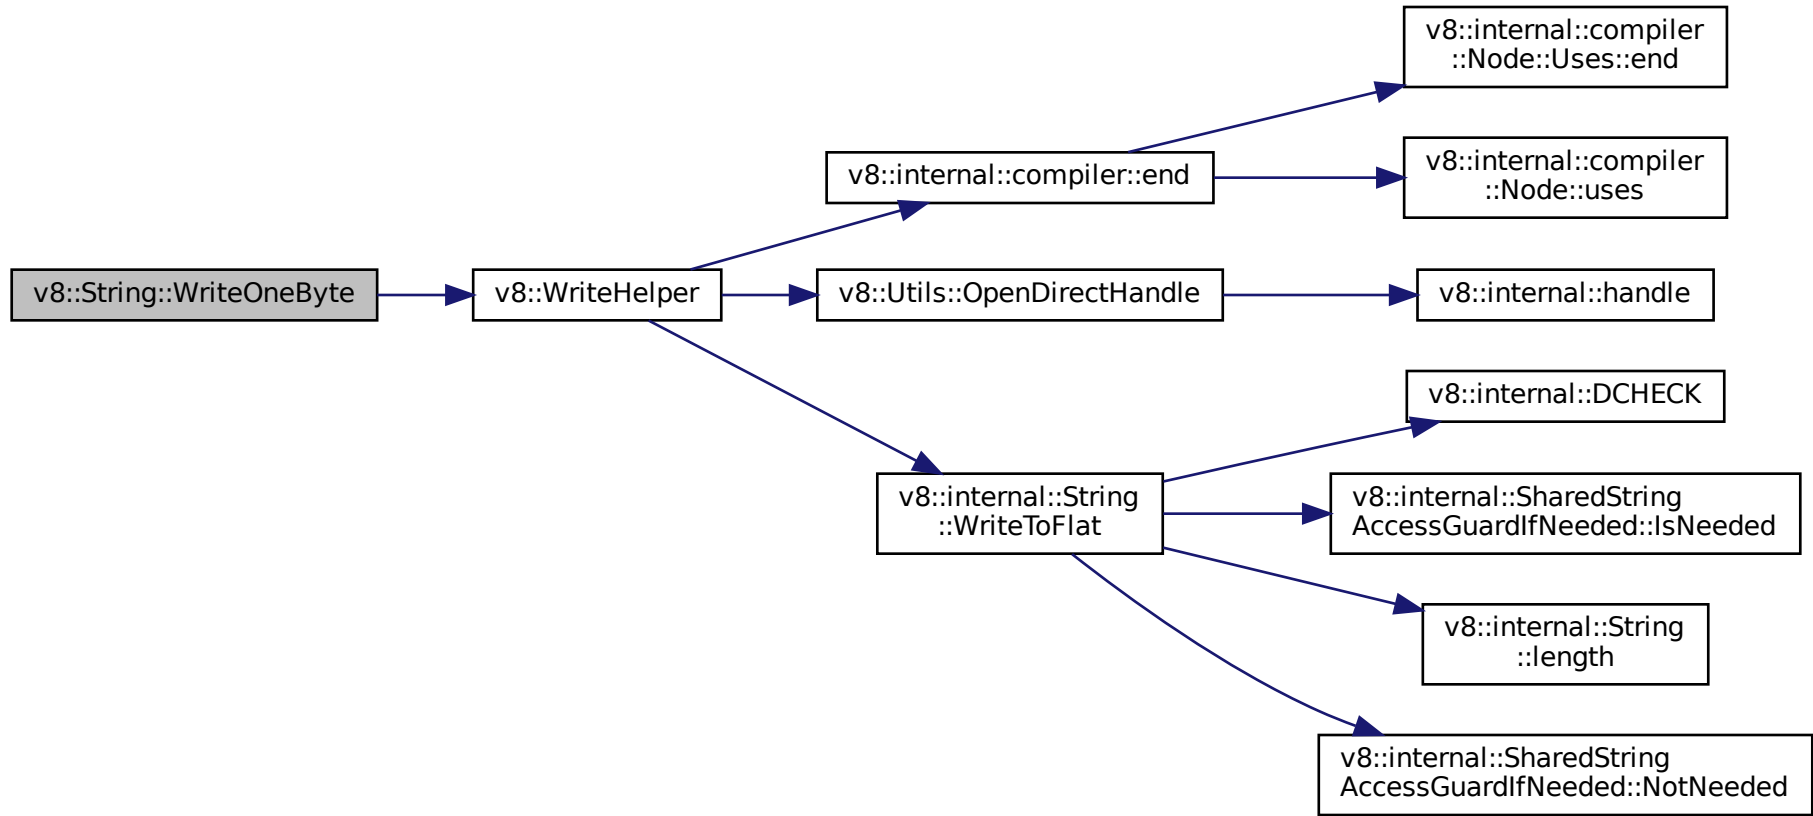 v8::String::WriteOneByte
v8::WriteHelper
v8::internal::compiler::end
v8::internal::compiler
::Node::Uses::end
v8::internal::compiler
::Node::uses
v8::Utils::OpenDirectHandle
v8::internal::handle
v8::internal::String
::WriteToFlat
v8::internal::DCHECK
v8::internal::SharedString
AccessGuardIfNeeded::IsNeeded
v8::internal::String
::length
v8::internal::SharedString
AccessGuardIfNeeded::NotNeeded